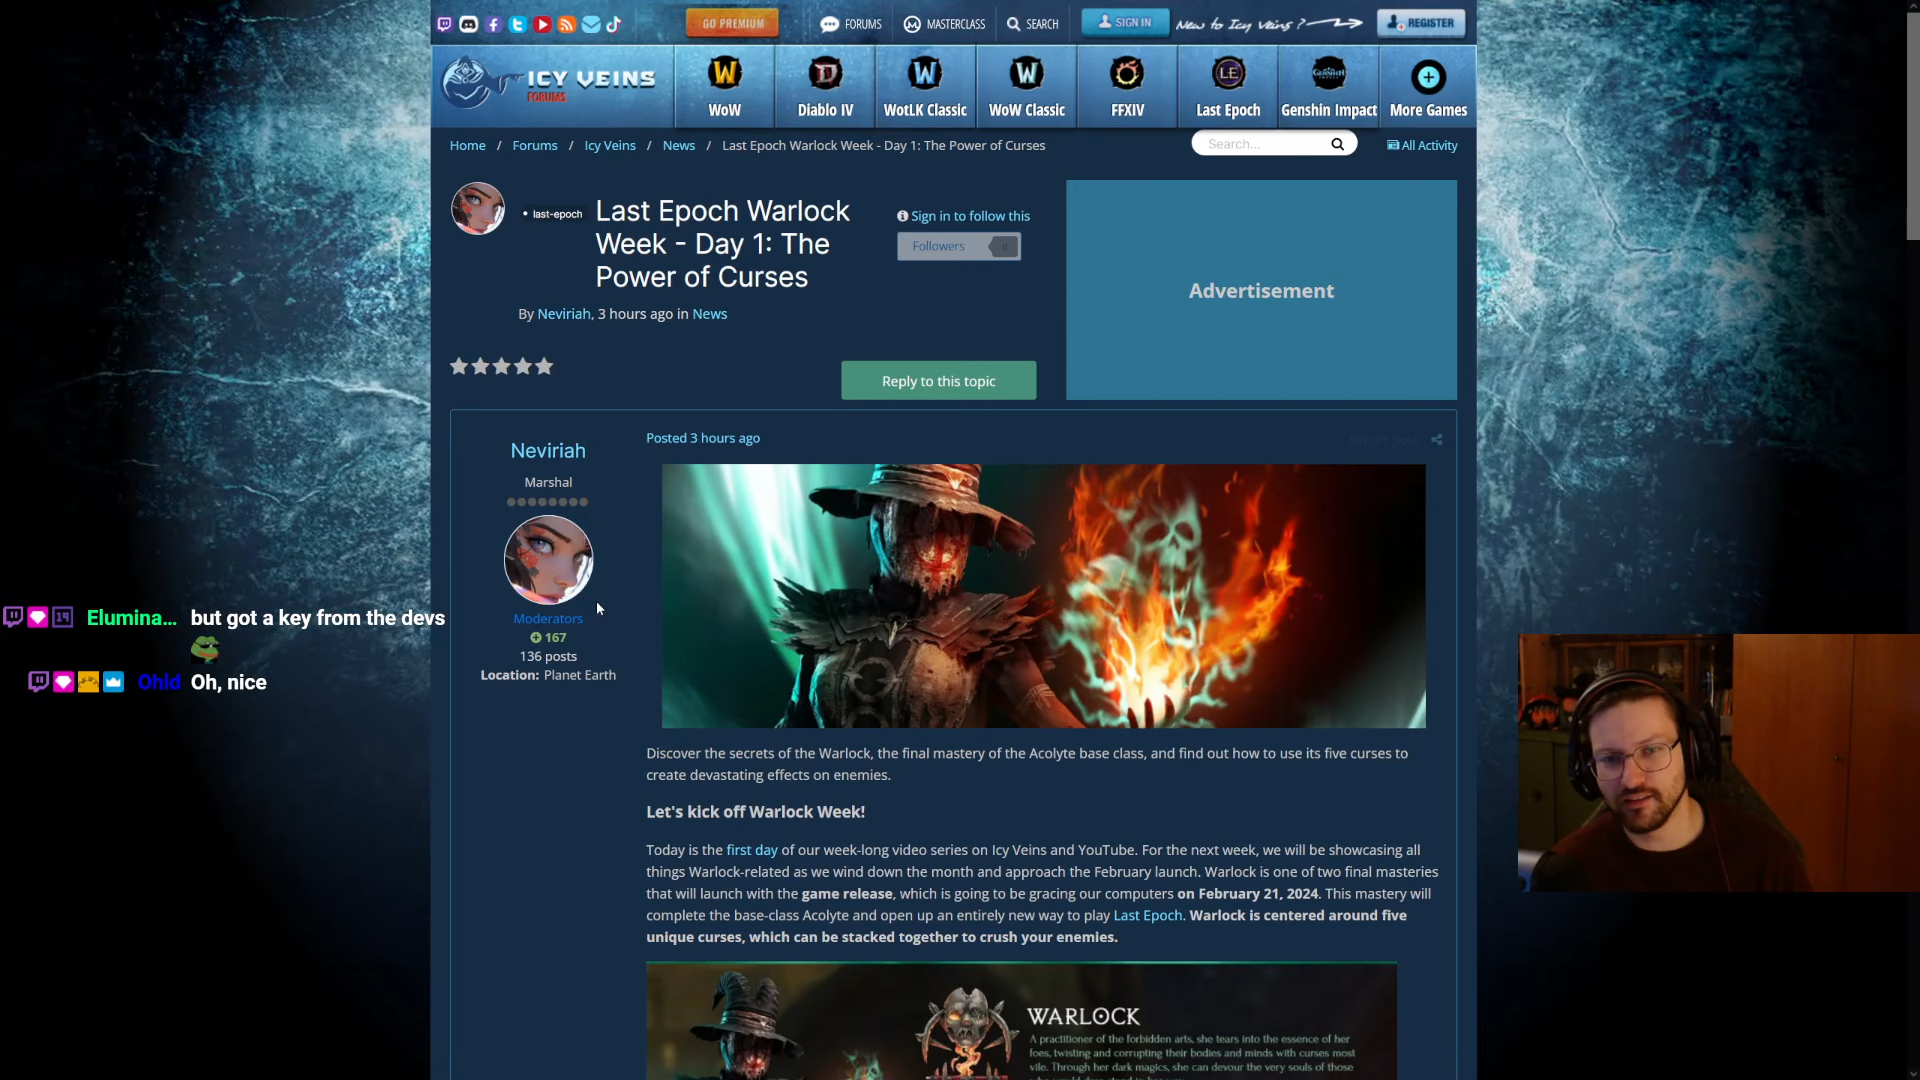 GO PREMIUM
FORUMS
MASTERCLASS
SEARCH
SIGN IN
New to Icy Veins?
REGISTER
ICY VEINS
FORUMS
WoW
Diablo IV
WotLK Classic
WoW Classic
FFXIV
Last Epoch
Genshin Impact
More Games
Home / Forums / Icy Veins / News / Last Epoch Warlock Week - Day 1: The Power of Curses
Search...
All Activity
• last-epoch
Last Epoch Warlock
Week - Day 1: The
Power of Curses
By Neviriah, 3 hours ago in News
Sign in to follow this
Followers 0
Advertisement
Reply to this topic
Neviriah
Marshal
Moderators
167
136 posts
Location: Planet Earth
Posted 3 hours ago
Report post
Discover the secrets of the Warlock, the final mastery of the Acolyte base class, and find out how to use its five curses to
create devastating effects on enemies.
Let's kick off Warlock Week!
Today is the first day of our week-long video series on Icy Veins and YouTube. For the next week, we will be showcasing all
things Warlock-related as we wind down the month and approach the February launch. Warlock is one of two final masteries
that will launch with the game release, which is going to be gracing our computers on February 21, 2024. This mastery will
complete the base-class Acolyte and open up an entirely new way to play Last Epoch. Warlock is centered around five
unique curses, which can be stacked together to crush your enemies.
WARLOCK
A practitioner of the forbidden arts, she tears into the essence of her
foes, twisting and corrupting their bodies and minds with curses most
vile. Through her dark magics, she can devour the very souls of those
19 Elumina... but got a key from the devs
Ohld Oh, nice